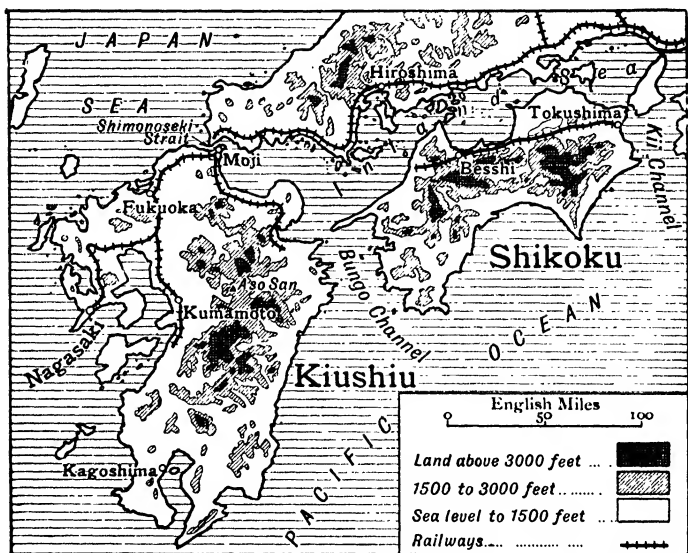 JAPAN
SEA
Hiroshima
Inland Sea
Shimonoseki
Strait
Moji
Tokushima
Besshi
Kii Channel
Fukuoka
Shikoku
Aso San
Bungo Channel
Kumamoto
Nagasaki
Kiushiu
PACIFIC OCEAN
Kagoshima
English Miles
0 50 100
Land above 3000 feet ....
1500 to 3000 feet ........
Sea level to 1500 feet ..
Railways .. ............ ....